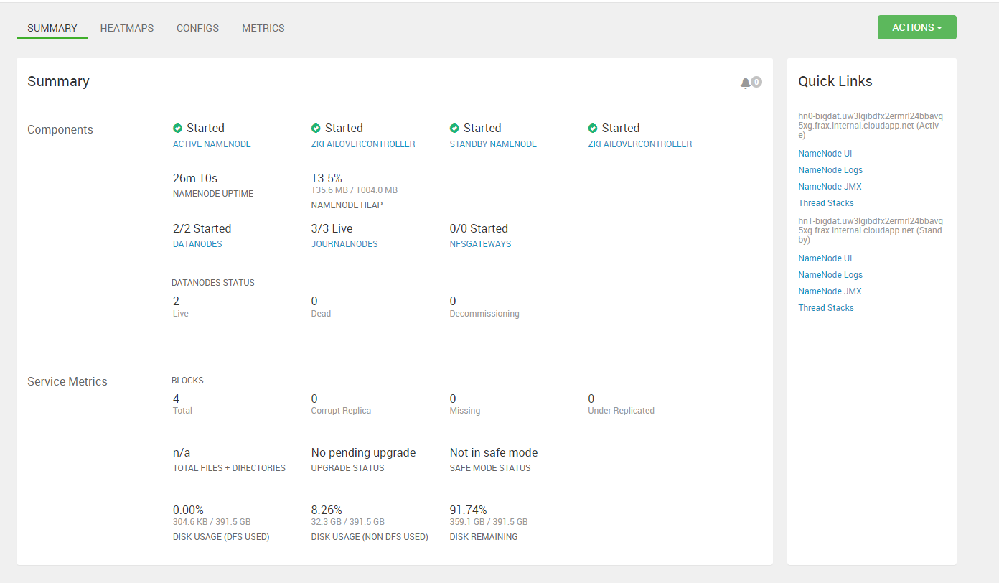 SUMMARY HEATMAPS CONFIGS METRICS ACTIONS
Summary 0
Components
Started Started Started Started
ACTIVE NAMENODE ZKFAILOVERCONTROLLER STANDBY NAMENODE ZKFAILOVERCONTROLLER
26m 10s 13.5%
135.6 MB / 1004.0 MB
NAMENODE UPTIME NAMENODE HEAP
2/2 Started 3/3 Live 0/0 Started
DATANODES JOURNALNODES NFSGATEWAYS
DATANODES STATUS
2 0 0
Live Dead Decommissioning
Service Metrics
BLOCKS
4 0 0 0
Total Corrupt Replica Missing Under Replicated
n/a No pending upgrade Not in safe mode
TOTAL FILES + DIRECTORIES UPGRADE STATUS SAFE MODE STATUS
0.00% 8.26% 91.74%
304.6 KB / 391.5 GB 32.3 GB / 391.5 GB 359.1 GB / 391.5 GB
DISK USAGE (DFS USED) DISK USAGE (NON DFS USED) DISK REMAINING
Quick Links
hn0-bigdat.uw3lgibdfx2ermrl24bbavq
5xg.frax.internal.cloudapp.net (Activ
e)
NameNode UI
NameNode Logs
NameNode JMX
Thread Stacks
hn1-bigdat.uw3lgibdfx2ermrl24bbavq
5xg.frax.internal.cloudapp.net (Stand
by)
NameNode UI
NameNode Logs
NameNode JMX
Thread Stacks